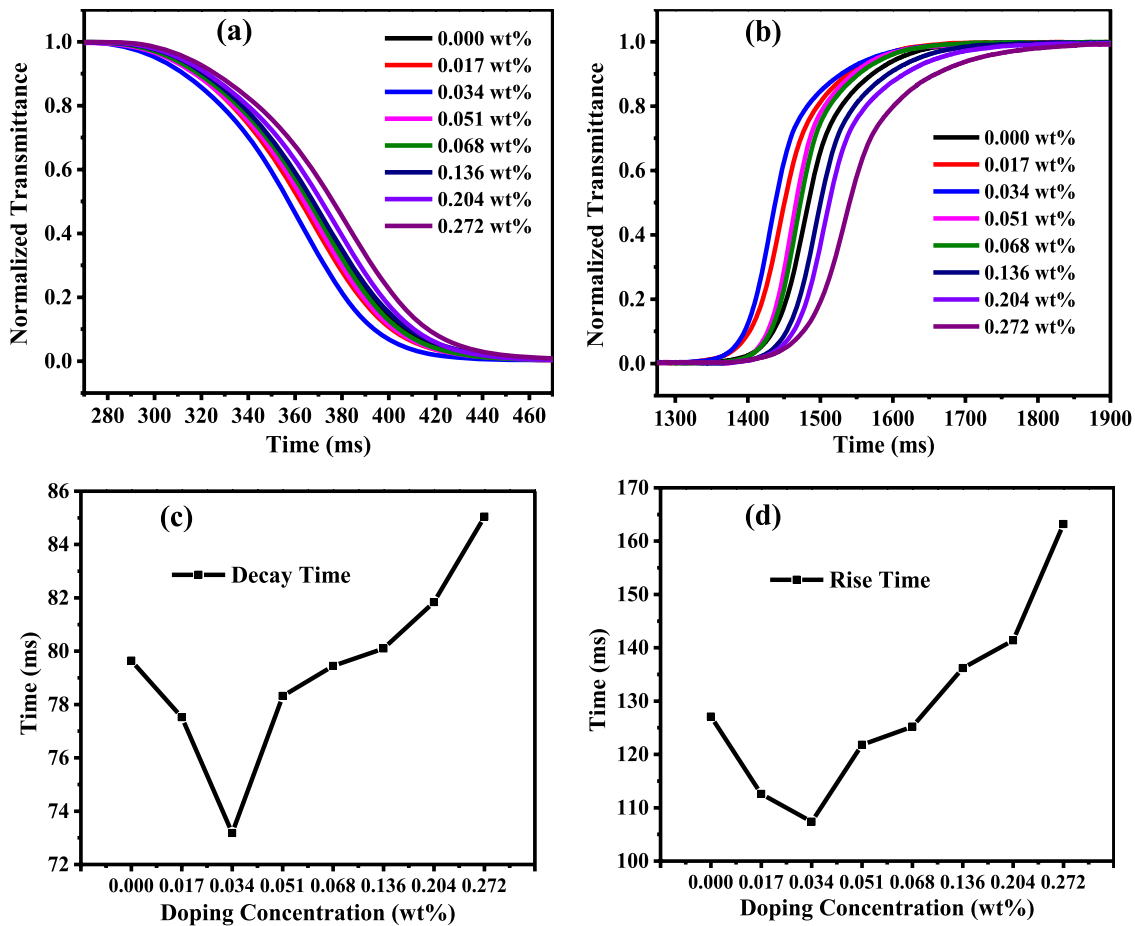 (a)
1.0
0.8
0.6
0.4
0.2
0.0
Normalized Transmittance
0.000 wt%
0.017 wt%
0.034 wt%
0.051 wt%
0.068 wt%
0.136 wt%
0.204 wt%
0.272 wt%
280 300 320 340 360 380 400 420 440 460
Time (ms)
(b)
1.0
0.8
0.6
0.4
0.2
0.0
Normalized Transmittance
0.000 wt%
0.017 wt%
0.034 wt%
0.051 wt%
0.068 wt%
0.136 wt%
0.204 wt%
0.272 wt%
1300 1400 1500 1600 1700 1800 1900
Time (ms)
(c)
86
84
82
80
78
76
74
72
Time (ms)
Decay Time
0.000 0.017 0.034 0.051 0.068 0.136 0.204 0.272
Doping Concentration (wt%)
(d)
170
160
150
140
130
120
110
100
Time (ms)
Rise Time
0.000 0.017 0.034 0.051 0.068 0.136 0.204 0.272
Doping Concentration (wt%)